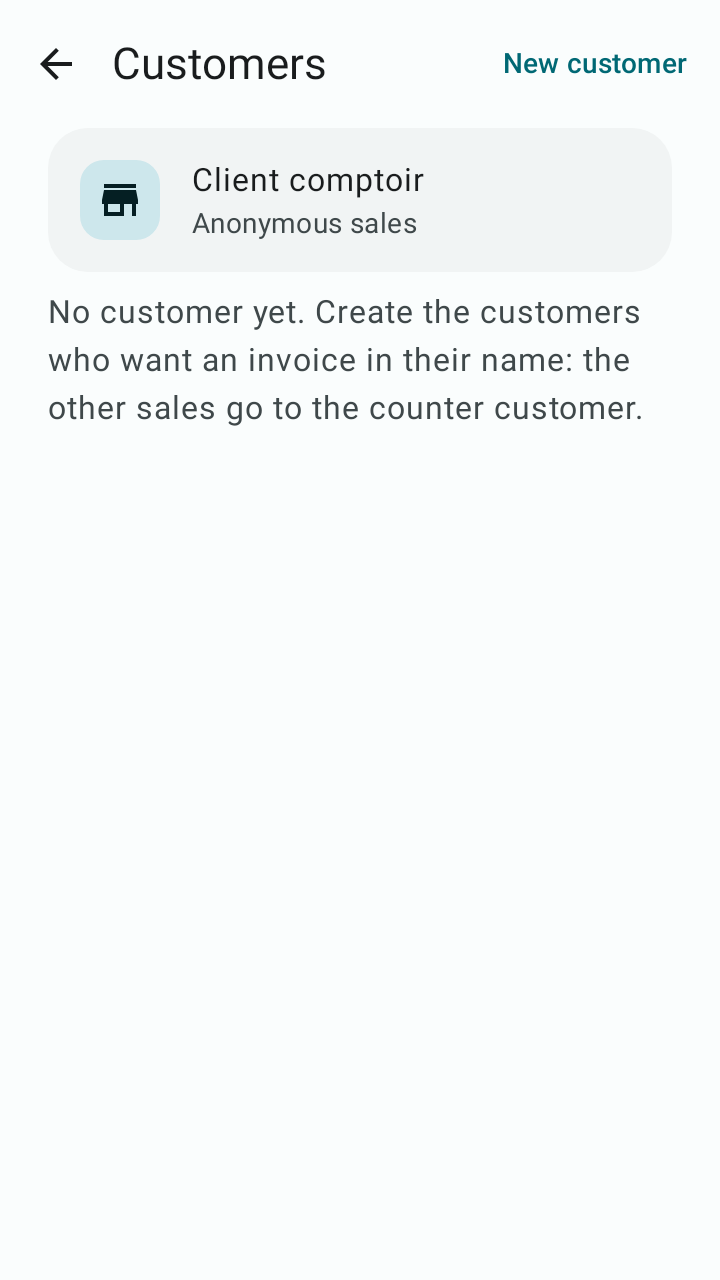 Customers
New customer
Client comptoir
Anonymous sales
No customer yet. Create the customers
who want an invoice in their name: the
other sales go to the counter customer.